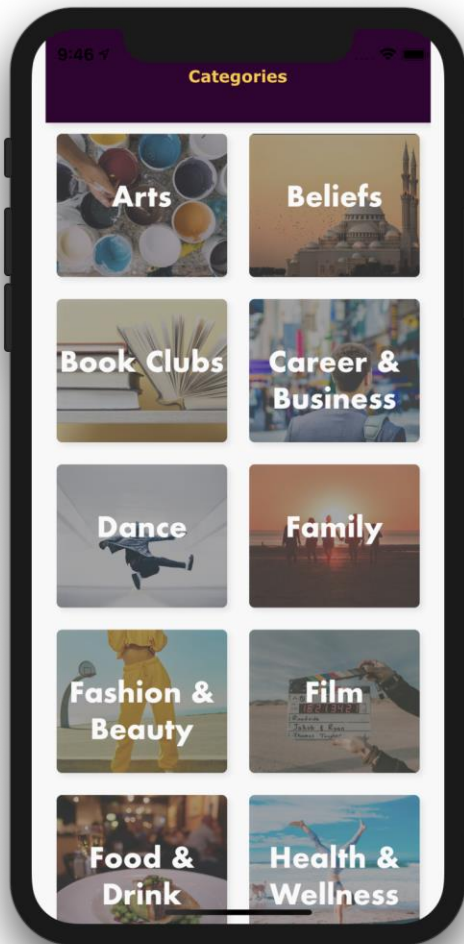 9:46
Categories
Arts
Beliefs
Book Clubs
Career &
Business
Dance
Family
Fashion &
Beauty
Film
Food &
Drink
Health &
Wellness